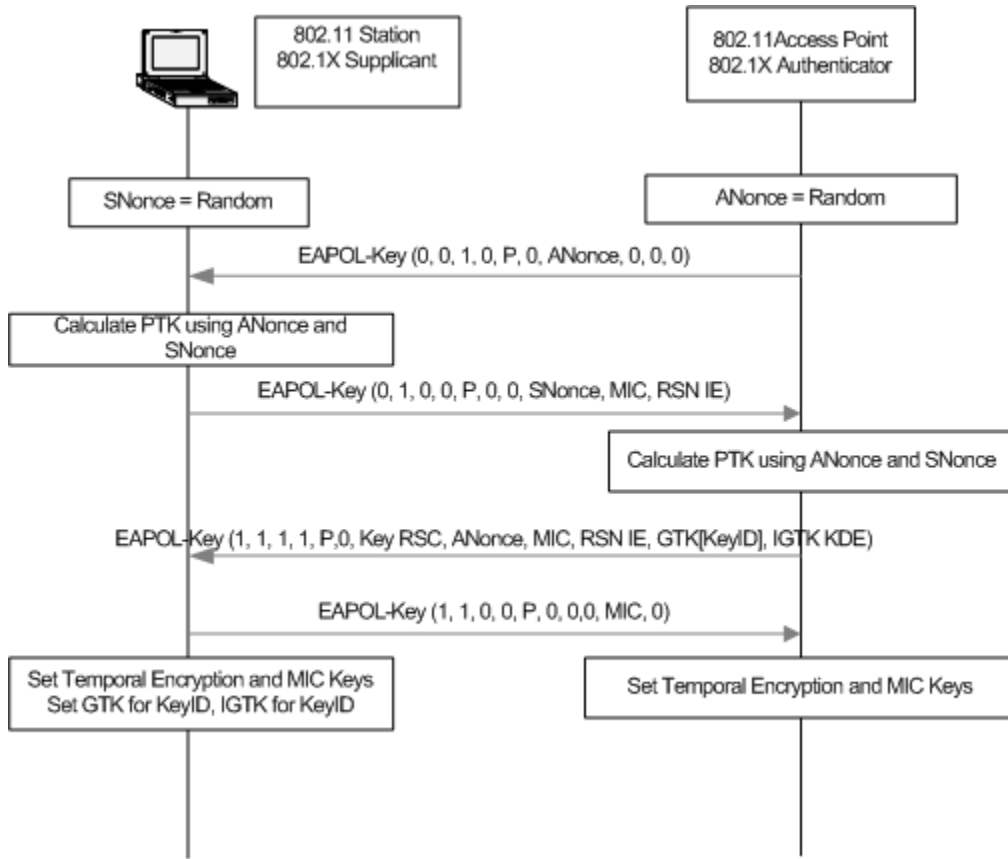 802.11 Station
802.1X Supplicant
802.11Access Point
802.1X Authenticator
SNonce = Random
ANonce = Random
EAPOL-Key (0, 0, 1, 0, P, 0, ANonce, 0, 0, 0)
Calculate PTK using ANonce and
SNonce
EAPOL-Key (0, 1, 0, 0, P, 0, 0, SNonce, MIC, RSN IE)
Calculate PTK using ANonce and SNonce
EAPOL-Key (1, 1, 1, 1, P,0, Key RSC, ANonce, MIC, RSN IE, GTK[KeyID], IGTK KDE)
EAPOL-Key (1, 1, 0, 0, P, 0, 0,0, MIC, 0)
Set Temporal Encryption and MIC Keys
Set GTK for KeyID, IGTK for KeyID
Set Temporal Encryption and MIC Keys